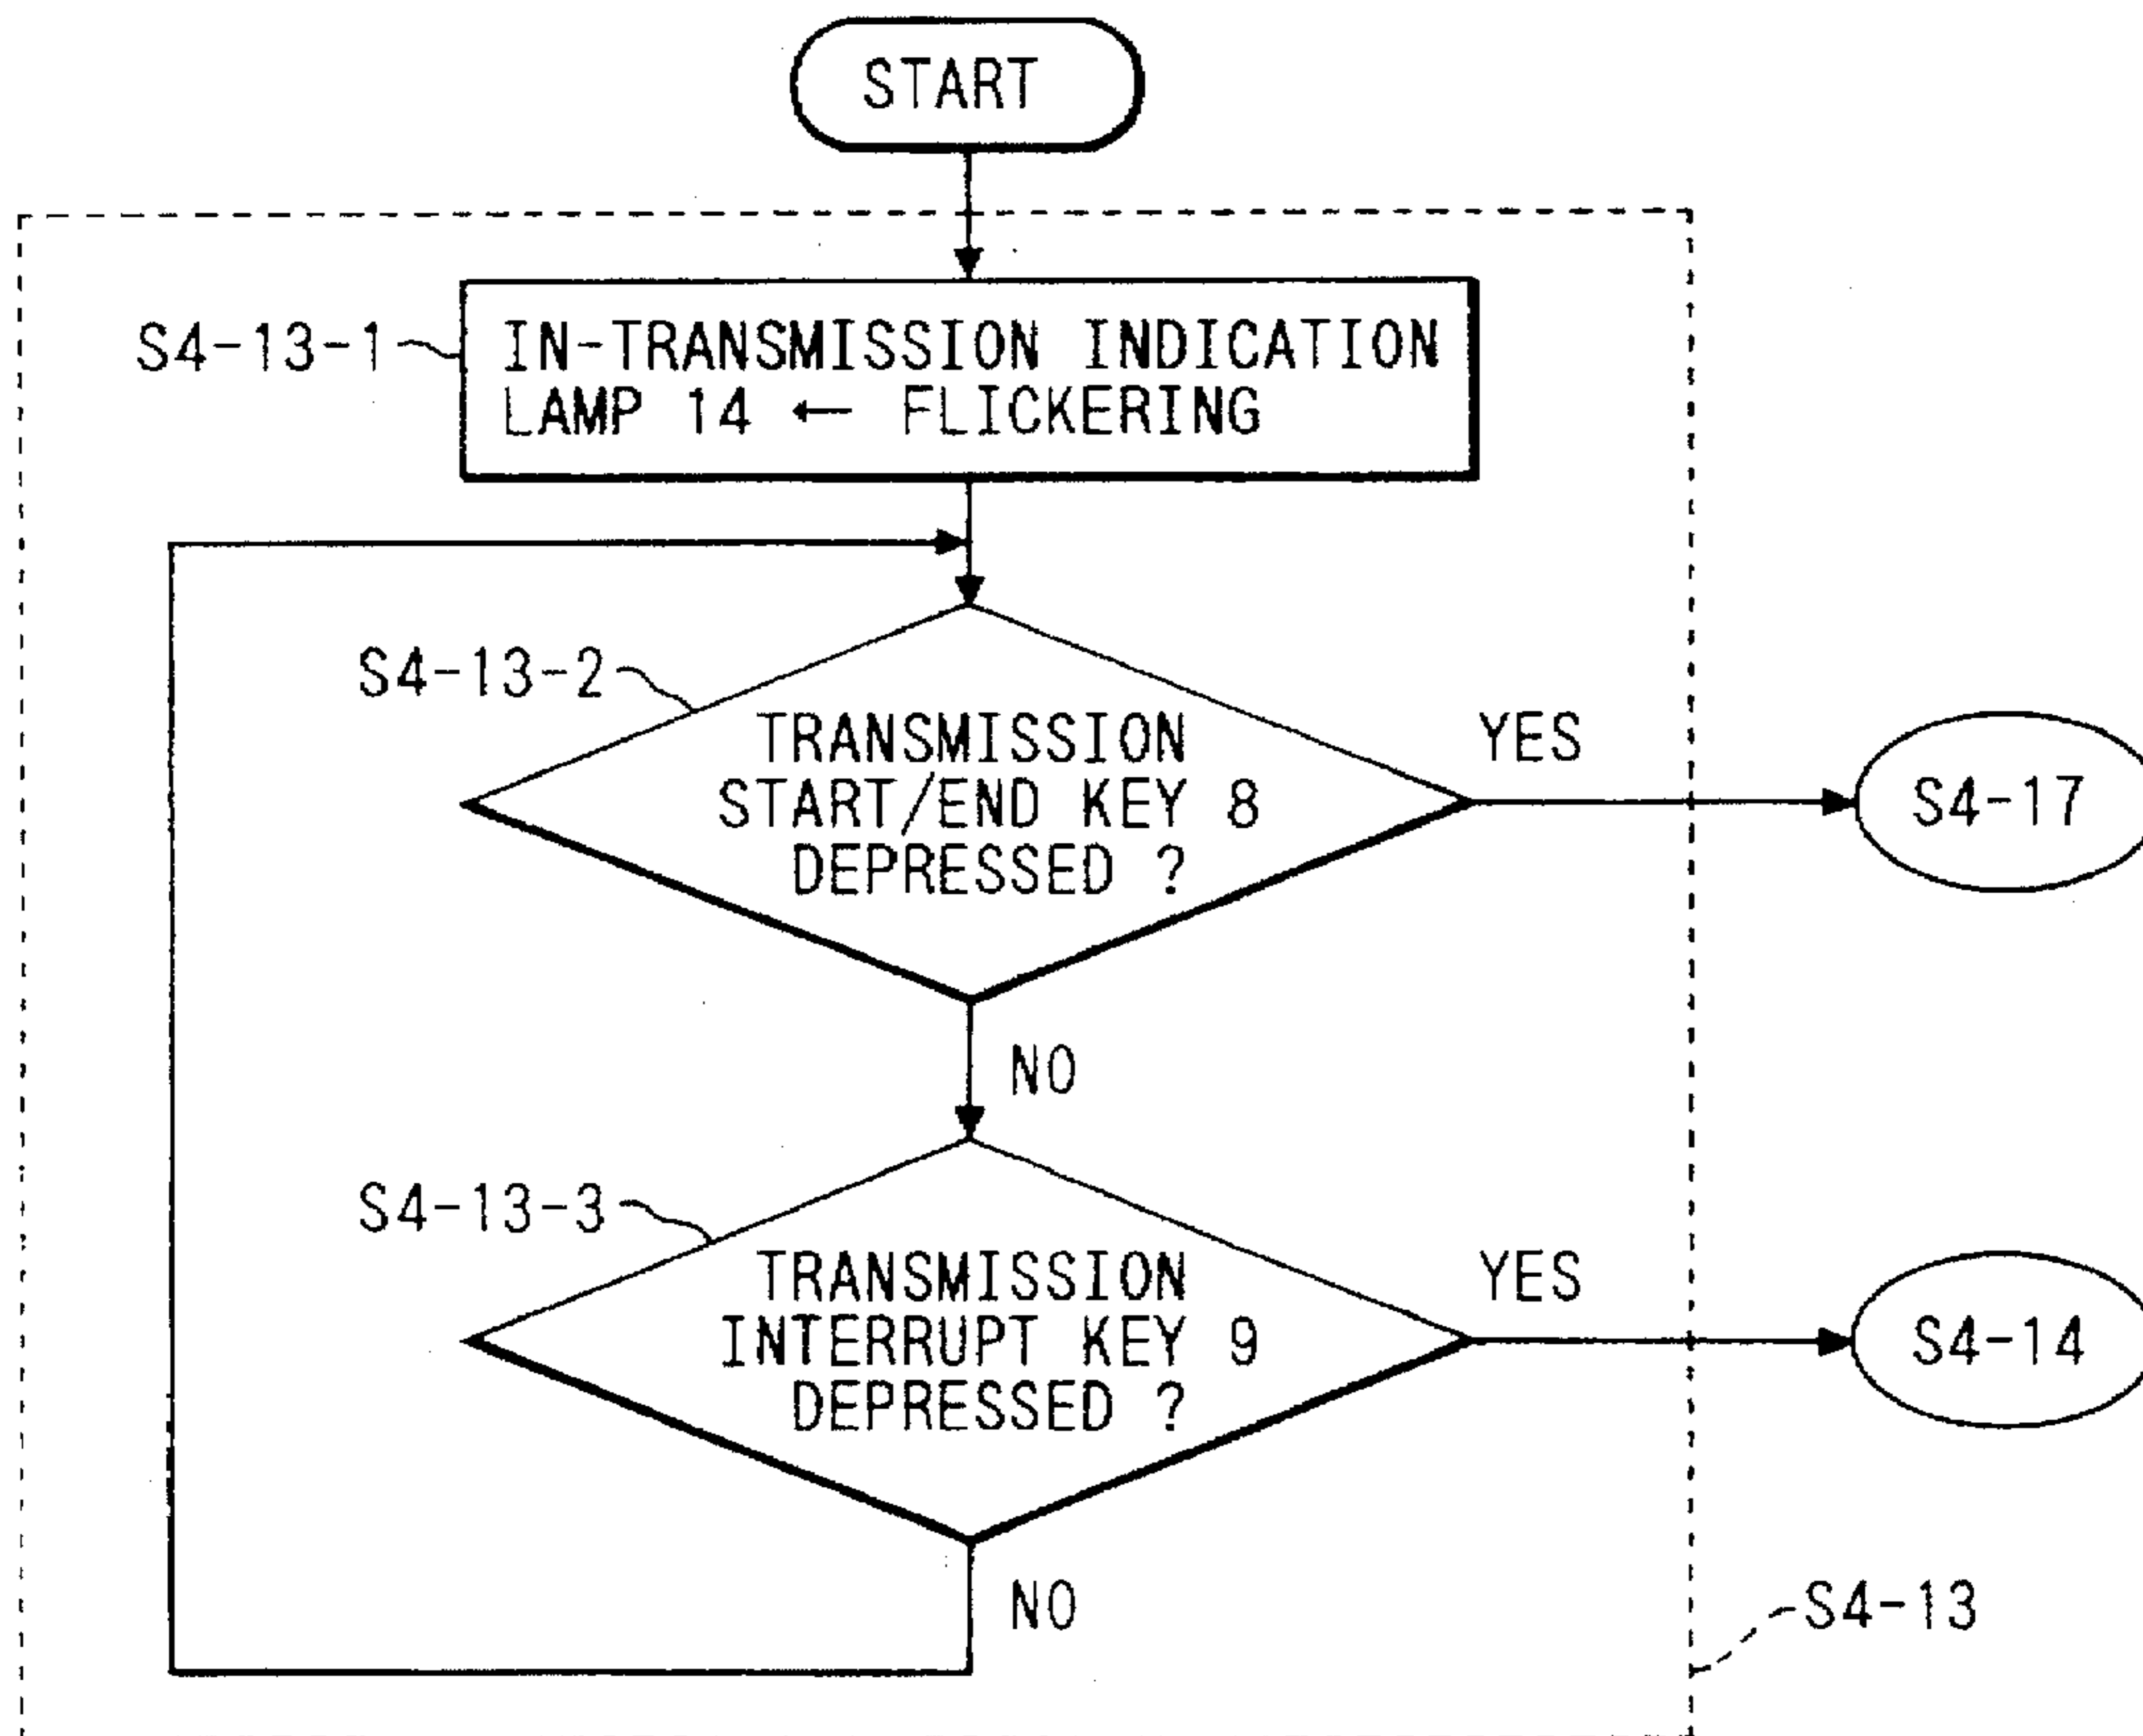 START
S4-13-1
IN-TRANSMISSION INDICATION
LAMP 14 ← FLICKERING
S4-13-2
TRANSMISSION
START/END KEY 8
DEPRESSED ?
YES
S4-17
NO
S4-13-3
TRANSMISSION
INTERRUPT KEY 9
DEPRESSED ?
YES
S4-14
NO
S4-13